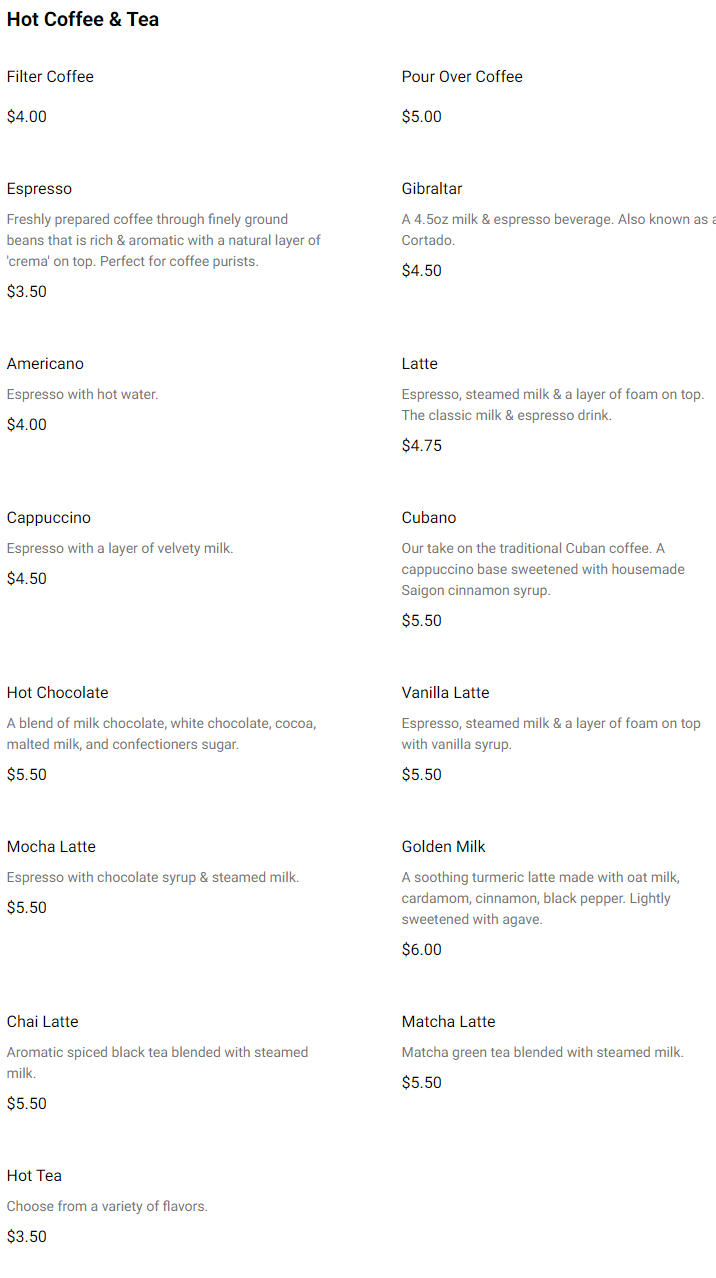 Hot Coffee & Tea
Filter Coffee
$4.00
Pour Over Coffee
$5.00
Espresso
Freshly prepared coffee through finely ground
beans that is rich & aromatic with a natural layer of
'crema' on top. Perfect for coffee purists.
$3.50
Gibraltar
A 4.5oz milk & espresso beverage. Also known as a
Cortado.
$4.50
Americano
Espresso with hot water.
$4.00
Latte
Espresso, steamed milk & a layer of foam on top.
The classic milk & espresso drink.
$4.75
Cappuccino
Espresso with a layer of velvety milk.
$4.50
Cubano
Our take on the traditional Cuban coffee. A
cappuccino base sweetened with housemade
Saigon cinnamon syrup.
$5.50
Hot Chocolate
A blend of milk chocolate, white chocolate, cocoa,
malted milk, and confectioners sugar.
$5.50
Vanilla Latte
Espresso, steamed milk & a layer of foam on top
with vanilla syrup.
$5.50
Mocha Latte
Espresso with chocolate syrup & steamed milk.
$5.50
Golden Milk
A soothing turmeric latte made with oat milk,
cardamom, cinnamon, black pepper. Lightly
sweetened with agave.
$6.00
Chai Latte
Aromatic spiced black tea blended with steamed
milk.
$5.50
Matcha Latte
Matcha green tea blended with steamed milk.
$5.50
Hot Tea
Choose from a variety of flavors.
$3.50